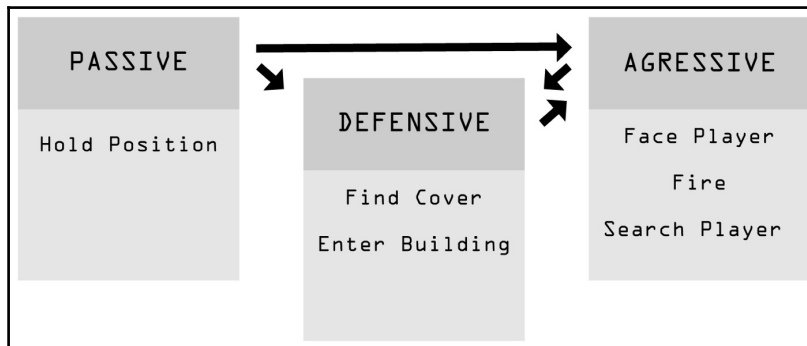 PASSIVE
Hold Position
DEFENSIVE
Find Cover
Enter Building
AGRESSIVE
Face Player
Fire
Search Player